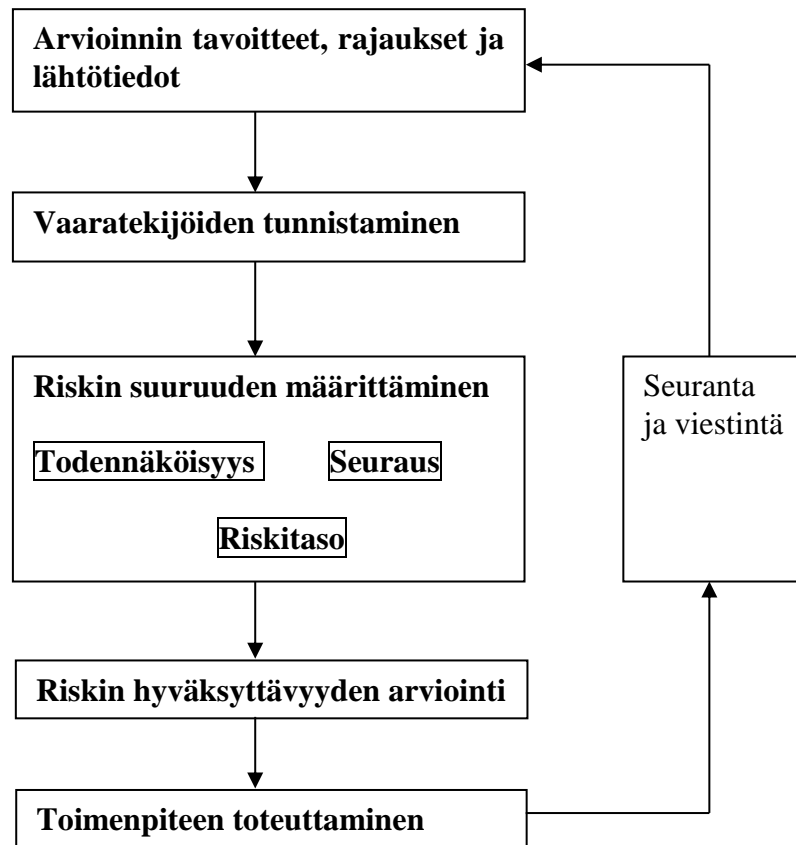 Arvioinnin tavoitteet, rajaukset ja
lähtötiedot
Vaaratekijöiden tunnistaminen
Riskin suuruuden määrittäminen
Todennäköisyys
Seuraus
Riskitaso
Seuranta
ja viestintä
Riskin hyväksyttävyyden arviointi
Toimenpiteen toteuttaminen